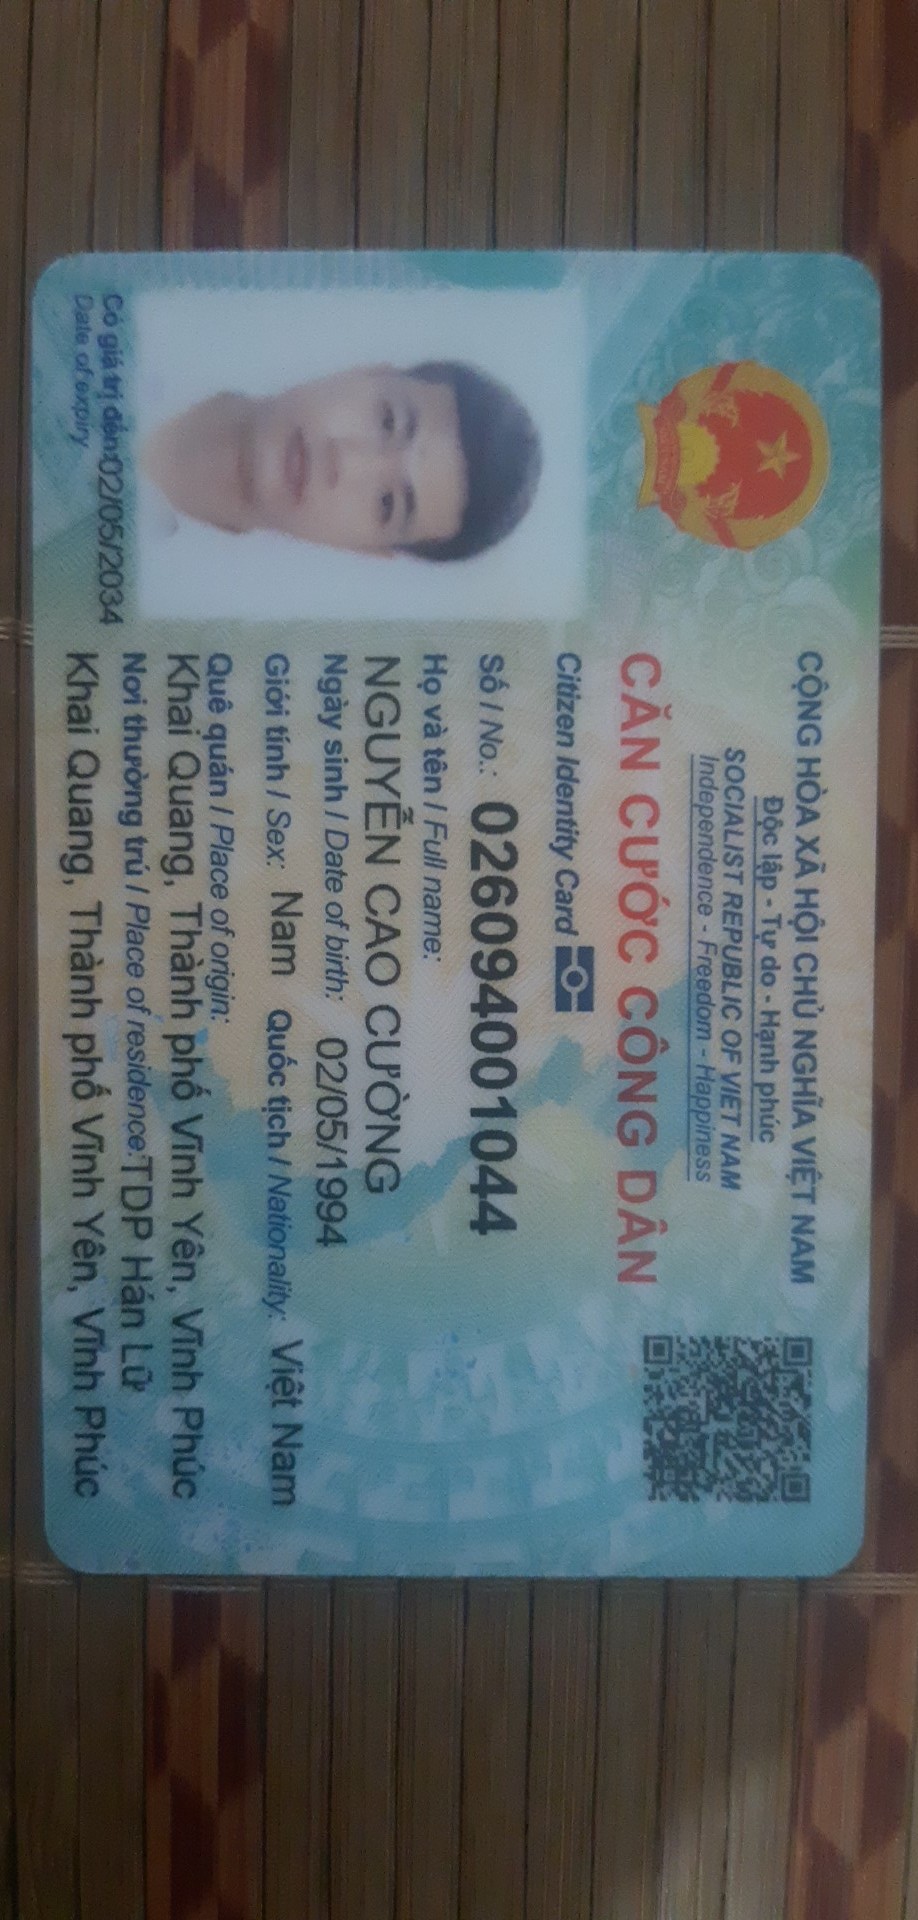 CỘNG HÒA XÃ HỘI CHỦ NGHĨA VIỆT NAM
Độc lập - Tự do - Hạnh phúc
SOCIALIST REPUBLIC OF VIET NAM
Independence - Freedom - Happiness
CĂN CƯỚC CÔNG DÂN
Citizen Identity Card
Số / No.: 026094001044
Họ và tên / Full name:
NGUYỄN CAO CƯỜNG
Ngày sinh / Date of birth: 02/05/1994
Giới tính / Sex: Nam Quốc tịch / Nationality: Việt Nam
Quê quán / Place of origin:
Khai Quang, Thành phố Vĩnh Yên, Vĩnh Phúc
Nơi thường trú / Place of residence: TDP Hán Lữ
Khai Quang, Thành phố Vĩnh Yên, Vĩnh Phúc
Có giá trị đến: 02/05/2034
Date of expiry